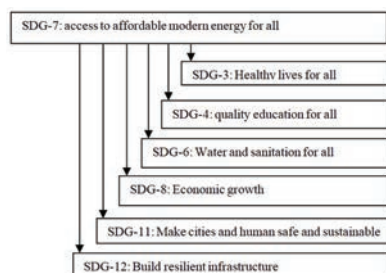 SDG-7: access to affordable modern energy for all
SDG-3: Healthy lives for all
SDG-4: quality education for all
SDG-6: Water and sanitation for all
SDG-8: Economic growth
SDG-11: Make cities and human safe and sustainable
SDG-12: Build resilient infrastructure